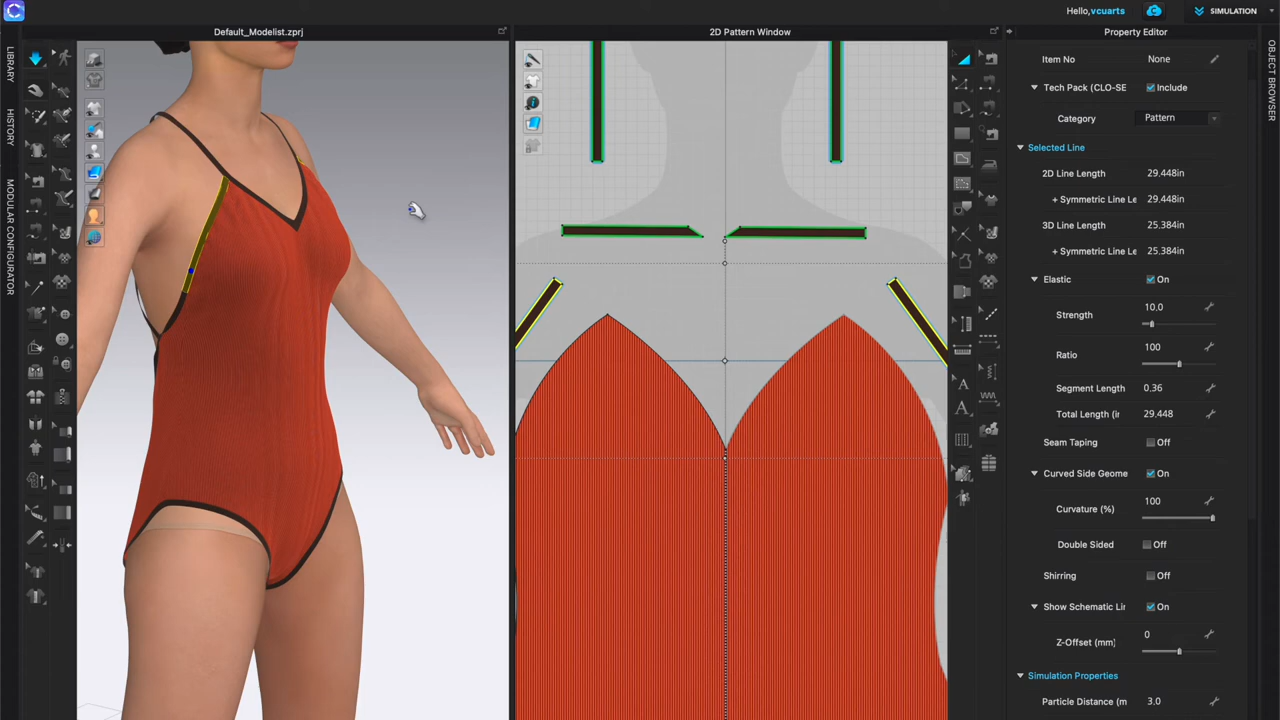 Hello,vcuarts
SIMULATION
Default_Modelist.zprj
2D Pattern Window
Property Editor
LIBRARY
HISTORY
MODULAR CONFIGURATOR
OBJECT BROWSER
Item No None
Tech Pack (CLO-SE Include
Category Pattern
Selected Line
2D Line Length 29.448in
+ Symmetric Line Le 29.448in
3D Line Length 25.384in
+ Symmetric Line Le 25.384in
Elastic On
Strength 10.0
Ratio 100
Segment Length 0.36
Total Length (ir 29.448
Seam Taping Off
Curved Side Geome On
Curvature (%) 100
Double Sided Off
Shirring Off
Show Schematic Lir On
Z-Offset (mm) 0
Simulation Properties
Particle Distance (m 3.0